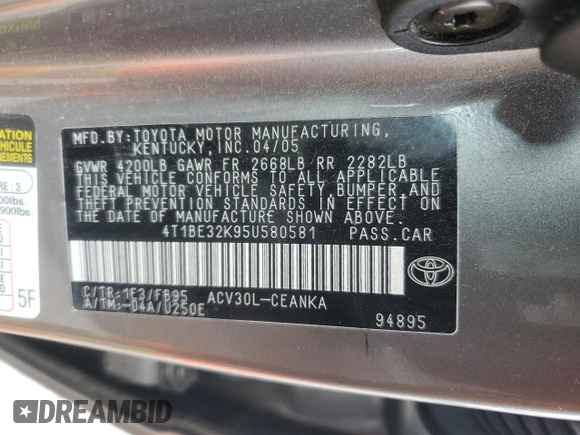 MFD.BY:TOYOTA MOTOR MANUFACTURING,
KENTUCKY, INC.04/05
GVWR 4200LB GAWR FR 2668LB RR 2282LB
THIS VEHICLE CONFORMS TO ALL APPLICABLE
FEDERAL MOTOR VEHICLE SAFETY,BUMPER,AND
THEFT PREVENTION STANDARDS IN EFFECT ON
THE DATE OF MANUFACTURE SHOWN ABOVE.
4T1BE32K95U580581 PASS.CAR
C/TR:1F3/FB95 ACV30L-CEANKA
A/TM:-04A/U250E
94895
TOYOTA
5F
DREAMBID